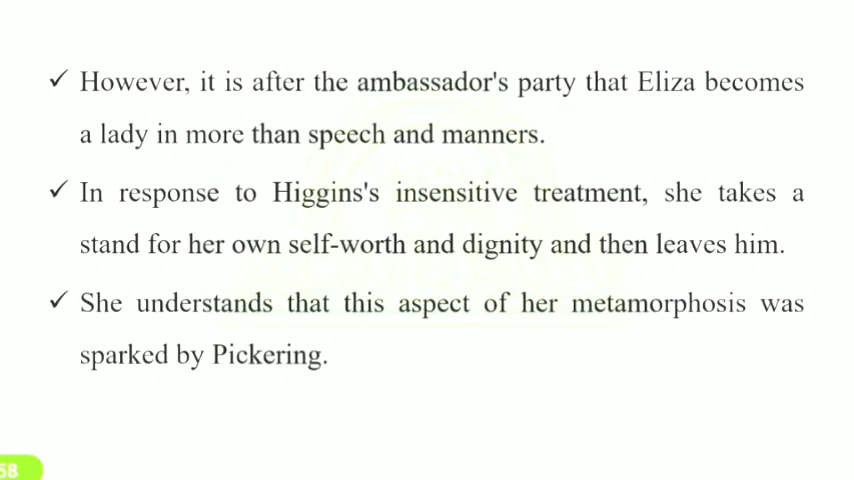 ✓ However, it is after the ambassador's party that Eliza becomes
a lady in more than speech and manners.
✓ In response to Higgins's insensitive treatment, she takes a
stand for her own self-worth and dignity and then leaves him.
✓ She understands that this aspect of her metamorphosis was
sparked by Pickering.
58